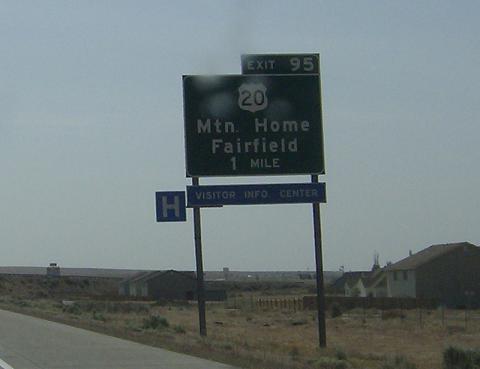 EXIT 95
20
Mtn. Home
Fairfield
1 MILE
VISITOR INFO. CENTER
H